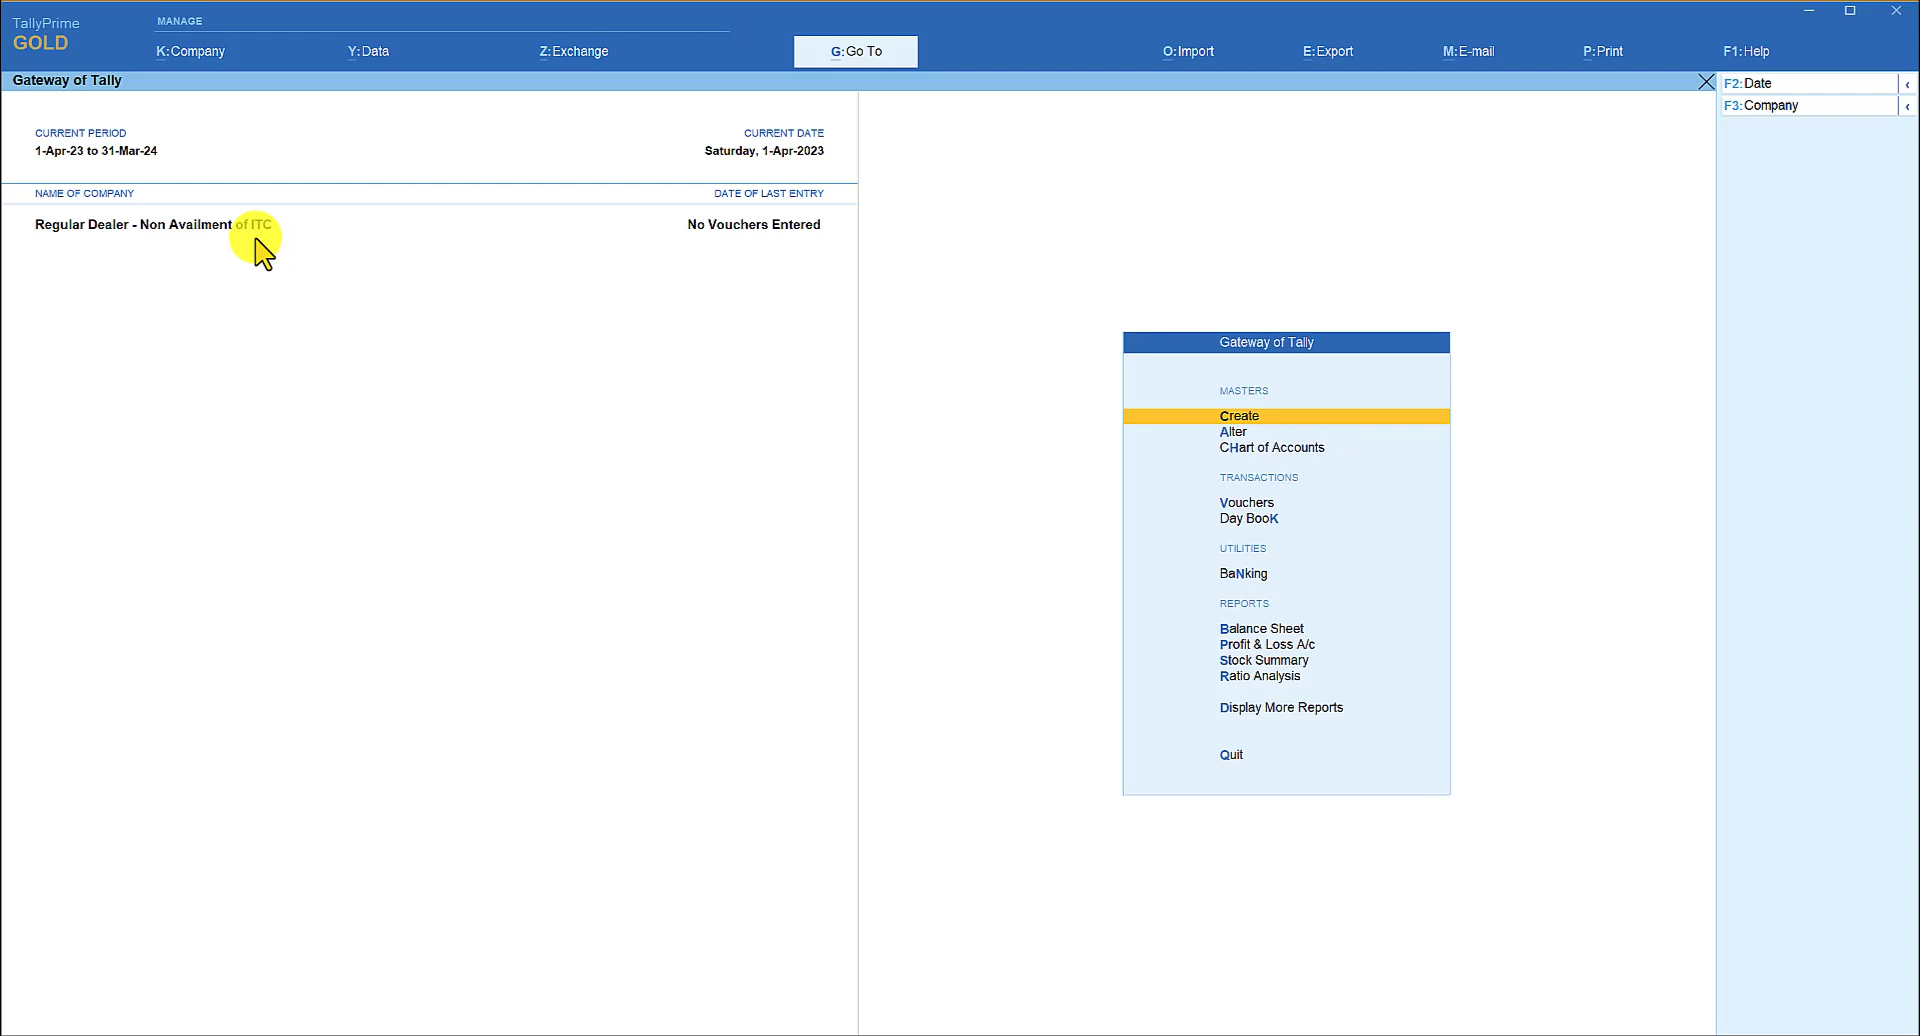 TallyPrime
GOLD
MANAGE
K:Company
Y:Data
Z:Exchange
G:Go To
O:Import
E:Export
M:E-mail
P:Print
F1:Help
Gateway of Tally
F2:Date
F3:Company
CURRENT PERIOD
CURRENT DATE
1-Apr-23 to 31-Mar-24
Saturday, 1-Apr-2023
NAME OF COMPANY
DATE OF LAST ENTRY
Regular Dealer - Non Availment of ITC
No Vouchers Entered
Gateway of Tally
MASTERS
Create
Alter
CHart of Accounts
TRANSACTIONS
Vouchers
Day BooK
UTILITIES
BaNking
REPORTS
Balance Sheet
Profit & Loss A/c
Stock Summary
Ratio Analysis
Display More Reports
Quit